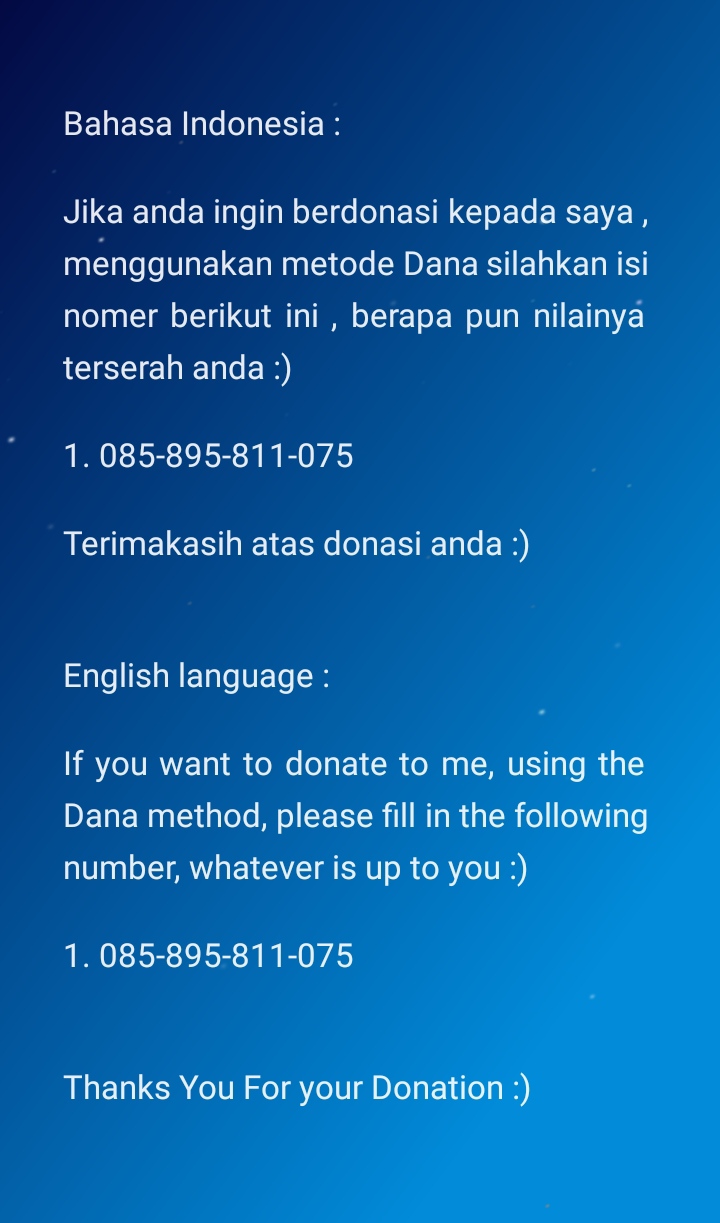 Bahasa Indonesia :
Jika anda ingin berdonasi kepada saya ,
menggunakan metode Dana silahkan isi
nomer berikut ini , berapa pun nilainya
terserah anda :)
1. 085-895-811-075
Terimakasih atas donasi anda :)
English language :
If you want to donate to me, using the
Dana method, please fill in the following
number, whatever is up to you :)
1. 085-895-811-075
Thanks You For your Donation :)